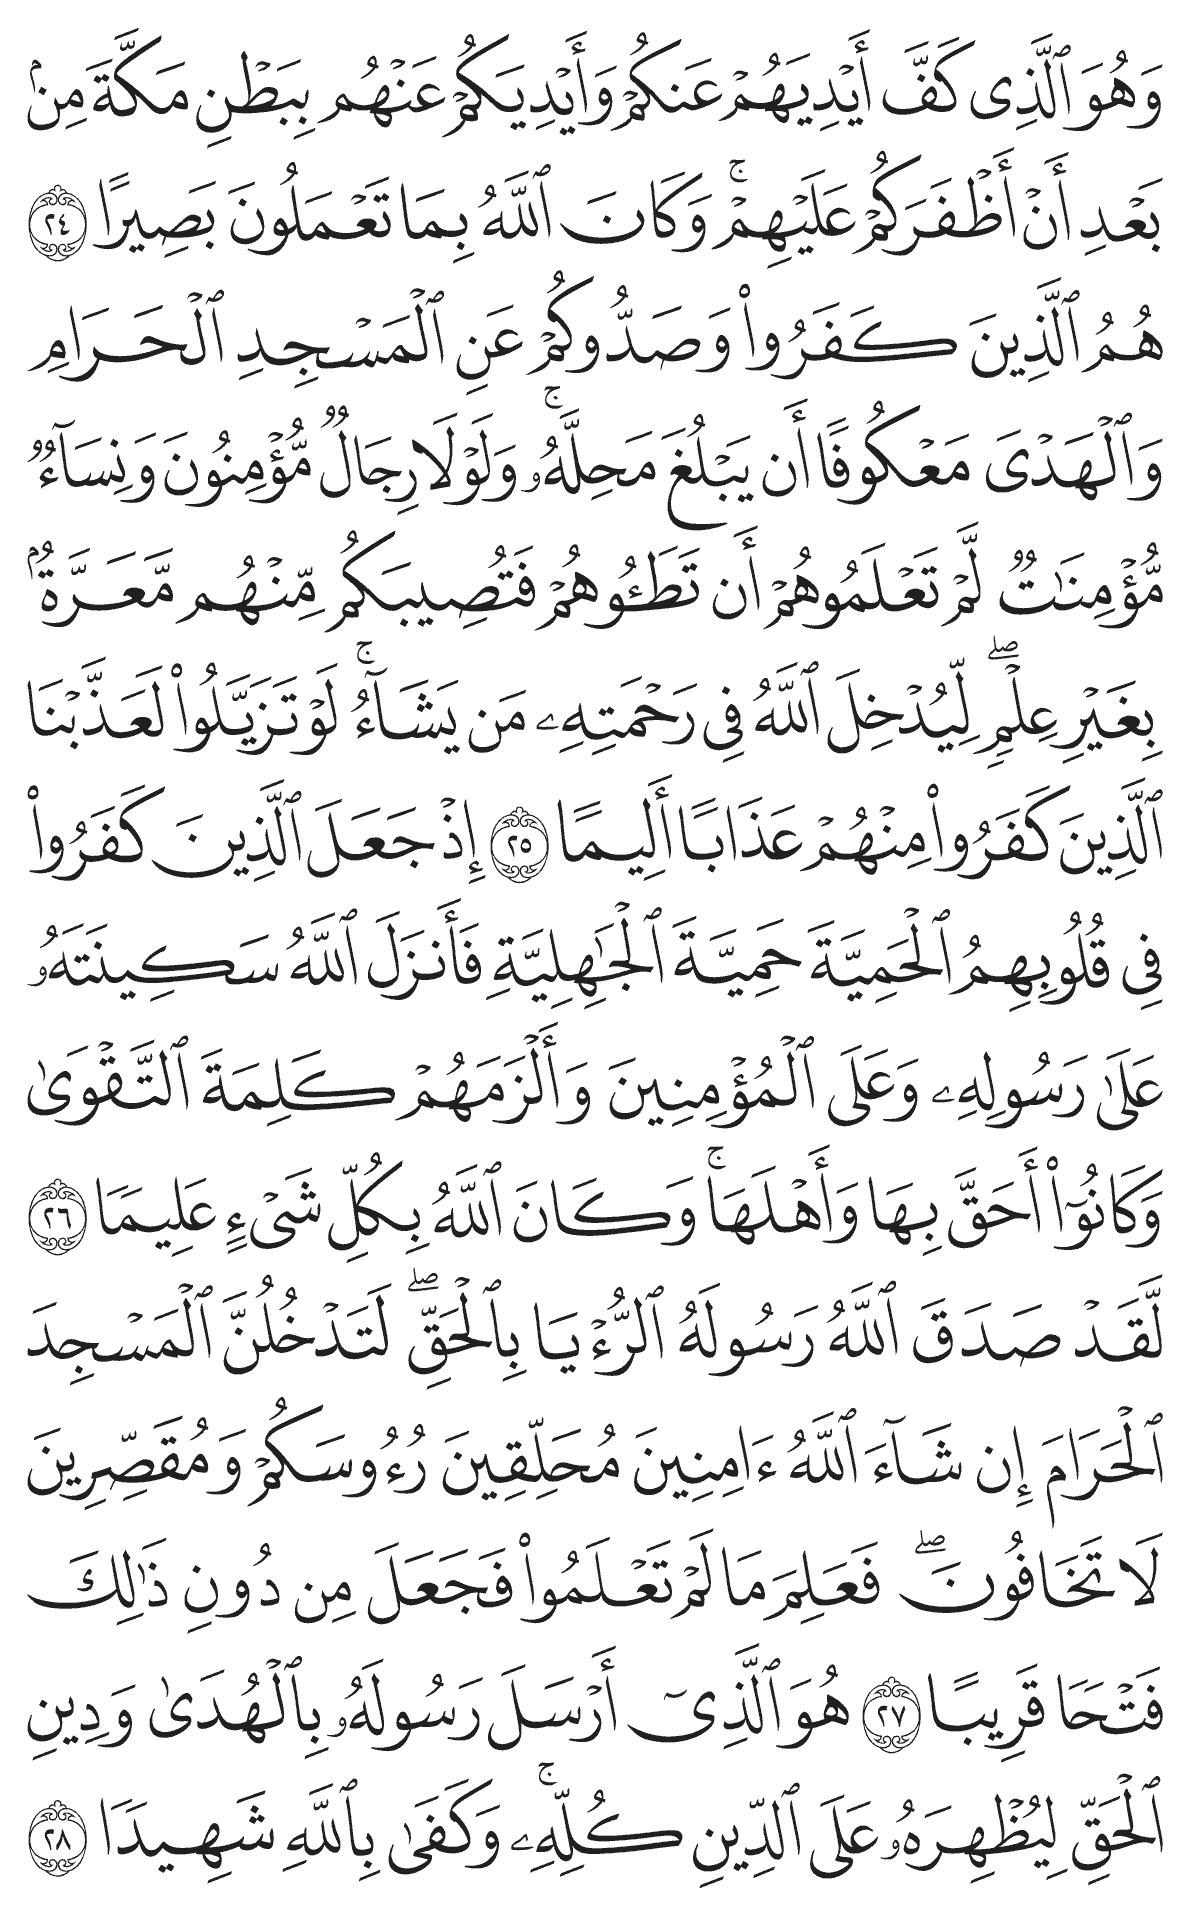 وَهُوَ ٱلَّذِى كَفَّ أَيْدِيَهُمْ عَنكُمْ وَأَيْدِيَكُمْ عَنْهُم بِبَطْنِ مَكَّةَ مِنۢ
بَعْدِ أَنْ أَظْفَرَكُمْ عَلَيْهِمْ ۚ وَكَانَ ٱللَّهُ بِمَا تَعْمَلُونَ بَصِيرًا ٢٤
هُمُ ٱلَّذِينَ كَفَرُوا۟ وَصَدُّوكُمْ عَنِ ٱلْمَسْجِدِ ٱلْحَرَامِ
وَٱلْهَدْىَ مَعْكُوفًا أَن يَبْلُغَ مَحِلَّهُۥ ۚ وَلَوْلَا رِجَالٌ مُّؤْمِنُونَ وَنِسَآءٌ
مُّؤْمِنَـٰتٌ لَّمْ تَعْلَمُوهُمْ أَن تَطَـُٔوهُمْ فَتُصِيبَكُم مِّنْهُم مَّعَرَّةٌۢ
بِغَيْرِ عِلْمٍ ۖ لِّيُدْخِلَ ٱللَّهُ فِى رَحْمَتِهِۦ مَن يَشَآءُ ۚ لَوْ تَزَيَّلُوا۟ لَعَذَّبْنَا
ٱلَّذِينَ كَفَرُوا۟ مِنْهُمْ عَذَابًا أَلِيمًا ٢٥ إِذْ جَعَلَ ٱلَّذِينَ كَفَرُوا۟
فِى قُلُوبِهِمُ ٱلْحَمِيَّةَ حَمِيَّةَ ٱلْجَـٰهِلِيَّةِ فَأَنزَلَ ٱللَّهُ سَكِينَتَهُۥ
عَلَىٰ رَسُولِهِۦ وَعَلَى ٱلْمُؤْمِنِينَ وَأَلْزَمَهُمْ كَلِمَةَ ٱلتَّقْوَىٰ
وَكَانُوٓا۟ أَحَقَّ بِهَا وَأَهْلَهَا ۚ وَكَانَ ٱللَّهُ بِكُلِّ شَىْءٍ عَلِيمًا ٢٦
لَّقَدْ صَدَقَ ٱللَّهُ رَسُولَهُ ٱلرُّءْيَا بِٱلْحَقِّ ۖ لَتَدْخُلُنَّ ٱلْمَسْجِدَ
ٱلْحَرَامَ إِن شَآءَ ٱللَّهُ ءَامِنِينَ مُحَلِّقِينَ رُءُوسَكُمْ وَمُقَصِّرِينَ
لَا تَخَافُونَ ۖ فَعَلِمَ مَا لَمْ تَعْلَمُوا۟ فَجَعَلَ مِن دُونِ ذَٰلِكَ
فَتْحًا قَرِيبًا ٢٧ هُوَ ٱلَّذِىٓ أَرْسَلَ رَسُولَهُۥ بِٱلْهُدَىٰ وَدِينِ
ٱلْحَقِّ لِيُظْهِرَهُۥ عَلَى ٱلدِّينِ كُلِّهِۦ ۚ وَكَفَىٰ بِٱللَّهِ شَهِيدًا ٢٨